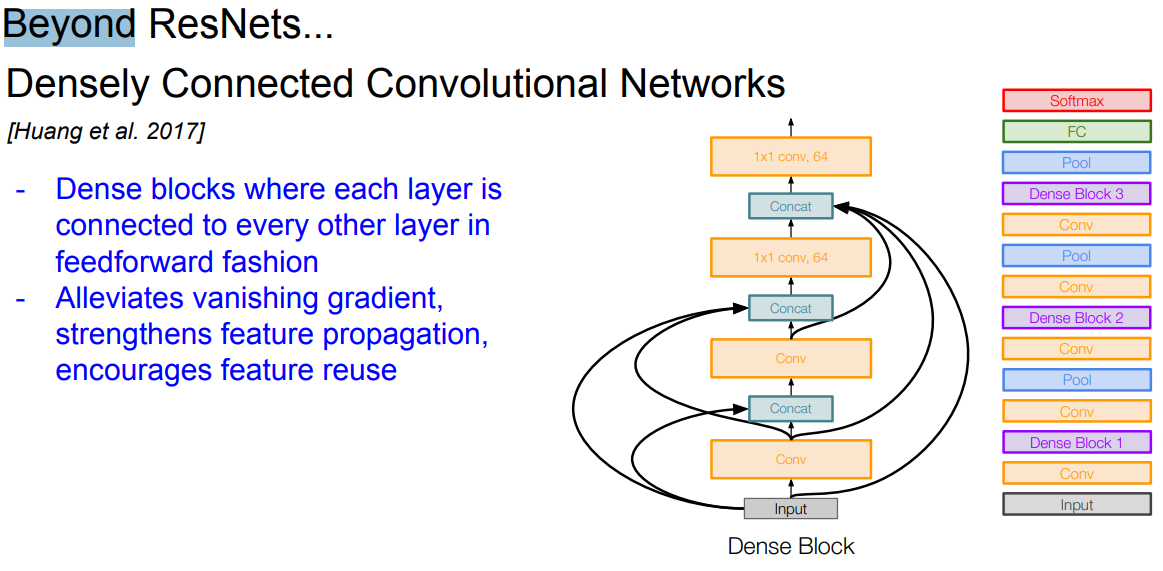 Beyond ResNets...
Densely Connected Convolutional Networks
[Huang et al. 2017]
- Dense blocks where each layer is
connected to every other layer in
feedforward fashion
- Alleviates vanishing gradient,
strengthens feature propagation,
encourages feature reuse
1x1 conv, 64
Concat
1x1 conv, 64
Concat
Conv
Concat
Conv
Input
Dense Block
Softmax
FC
Pool
Dense Block 3
Conv
Pool
Conv
Dense Block 2
Conv
Pool
Conv
Dense Block 1
Conv
Input